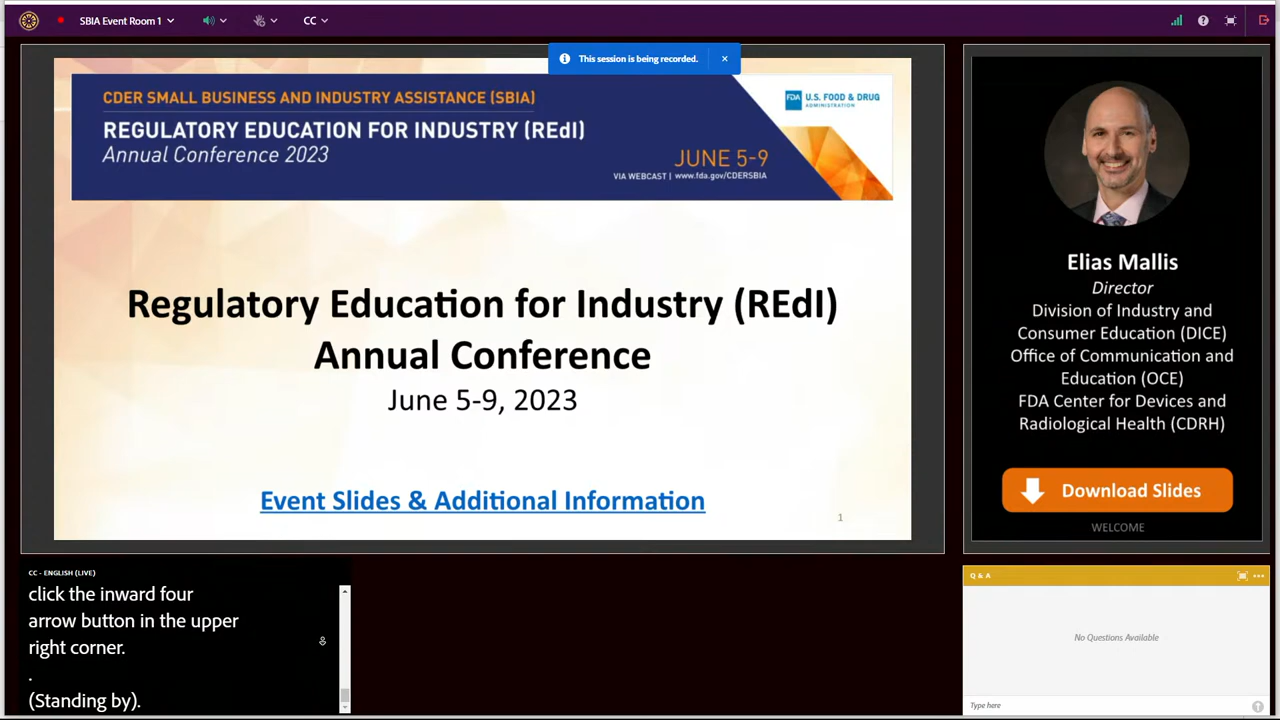 SBIA Event Room 1
CC
This session is being recorded.
CDER SMALL BUSINESS AND INDUSTRY ASSISTANCE (SBIA)
REGULATORY EDUCATION FOR INDUSTRY (REdI)
Annual Conference 2023
JUNE 5-9
VIA WEBCAST | www.fda.gov/CDERSBIA
FDA U.S. FOOD & DRUG
ADMINISTRATION
Regulatory Education for Industry (REdI)
Annual Conference
June 5-9, 2023
Event Slides & Additional Information
1
Elias Mallis
Director
Division of Industry and
Consumer Education (DICE)
Office of Communication and
Education (OCE)
FDA Center for Devices and
Radiological Health (CDRH)
Download Slides
WELCOME
CC - ENGLISH (LIVE)
click the inward four
arrow button in the upper
right corner.
.
(Standing by).
Q & A
No Questions Available
Type here